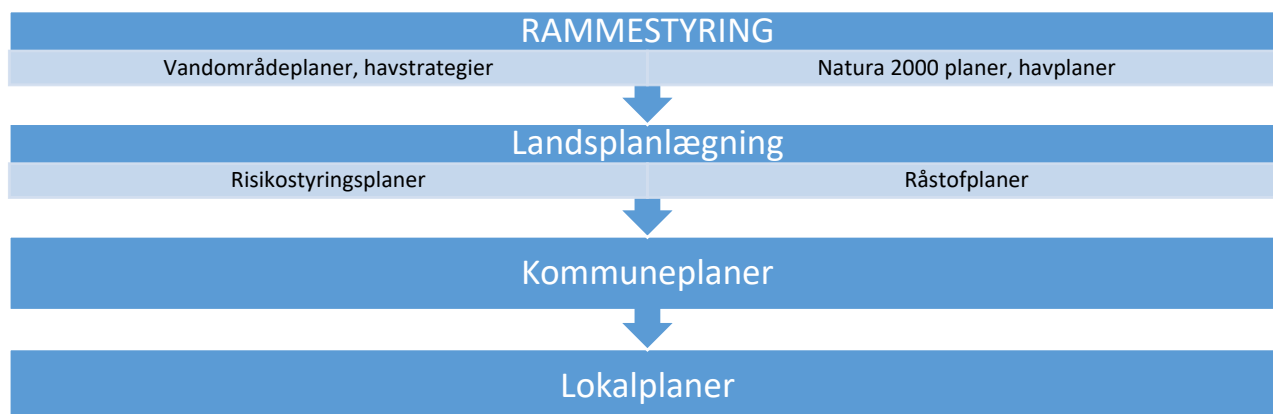 RAMMESTYRING
Vandområdeplaner, havstrategier
Natura 2000 planer, havplaner
Landsplanlægning
Risikostyringsplaner
Råstofplaner
Kommuneplaner
Lokalplaner